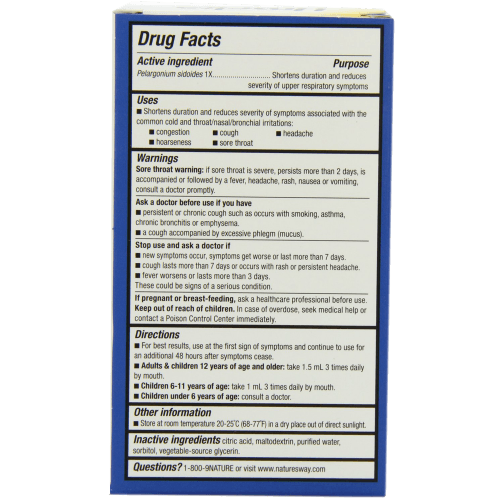 Drug Facts
Active ingredient Purpose
Pelargonium sidoides 1X............................ Shortens duration and reduces
severity of upper respiratory symptoms
Uses
■ Shortens duration and reduces severity of symptoms associated with the
common cold and throat/nasal/bronchial irritations:
■ congestion ■ cough ■ headache
■ hoarseness ■ sore throat
Warnings
Sore throat warning: if sore throat is severe, persists more than 2 days, is
accompanied or followed by a fever, headache, rash, nausea or vomiting,
consult a doctor promptly.
Ask a doctor before use if you have
■ persistent or chronic cough such as occurs with smoking, asthma,
chronic bronchitis or emphysema.
■ a cough accompanied by excessive phlegm (mucus).
Stop use and ask a doctor if
■ new symptoms occur, symptoms get worse or last more than 7 days.
■ cough lasts more than 7 days or occurs with rash or persistent headache.
■ fever worsens or lasts more than 3 days.
These could be signs of a serious condition.
If pregnant or breast-feeding, ask a healthcare professional before use.
Keep out of reach of children. In case of overdose, seek medical help or
contact a Poison Control Center immediately.
Directions
■ For best results, use at the first sign of symptoms and continue to use for
an additional 48 hours after symptoms cease.
■ Adults & children 12 years of age and older: take 1.5 mL 3 times daily
by mouth.
■ Children 6-11 years of age: take 1 mL 3 times daily by mouth.
■ Children under 6 years of age: consult a doctor.
Other information
■ Store at room temperature 20-25°C (68-77°F) in a dry place out of direct sunlight.
Inactive ingredients citric acid, maltodextrin, purified water,
sorbitol, vegetable-source glycerin.
Questions? 1-800-9NATURE or visit www.naturesway.com